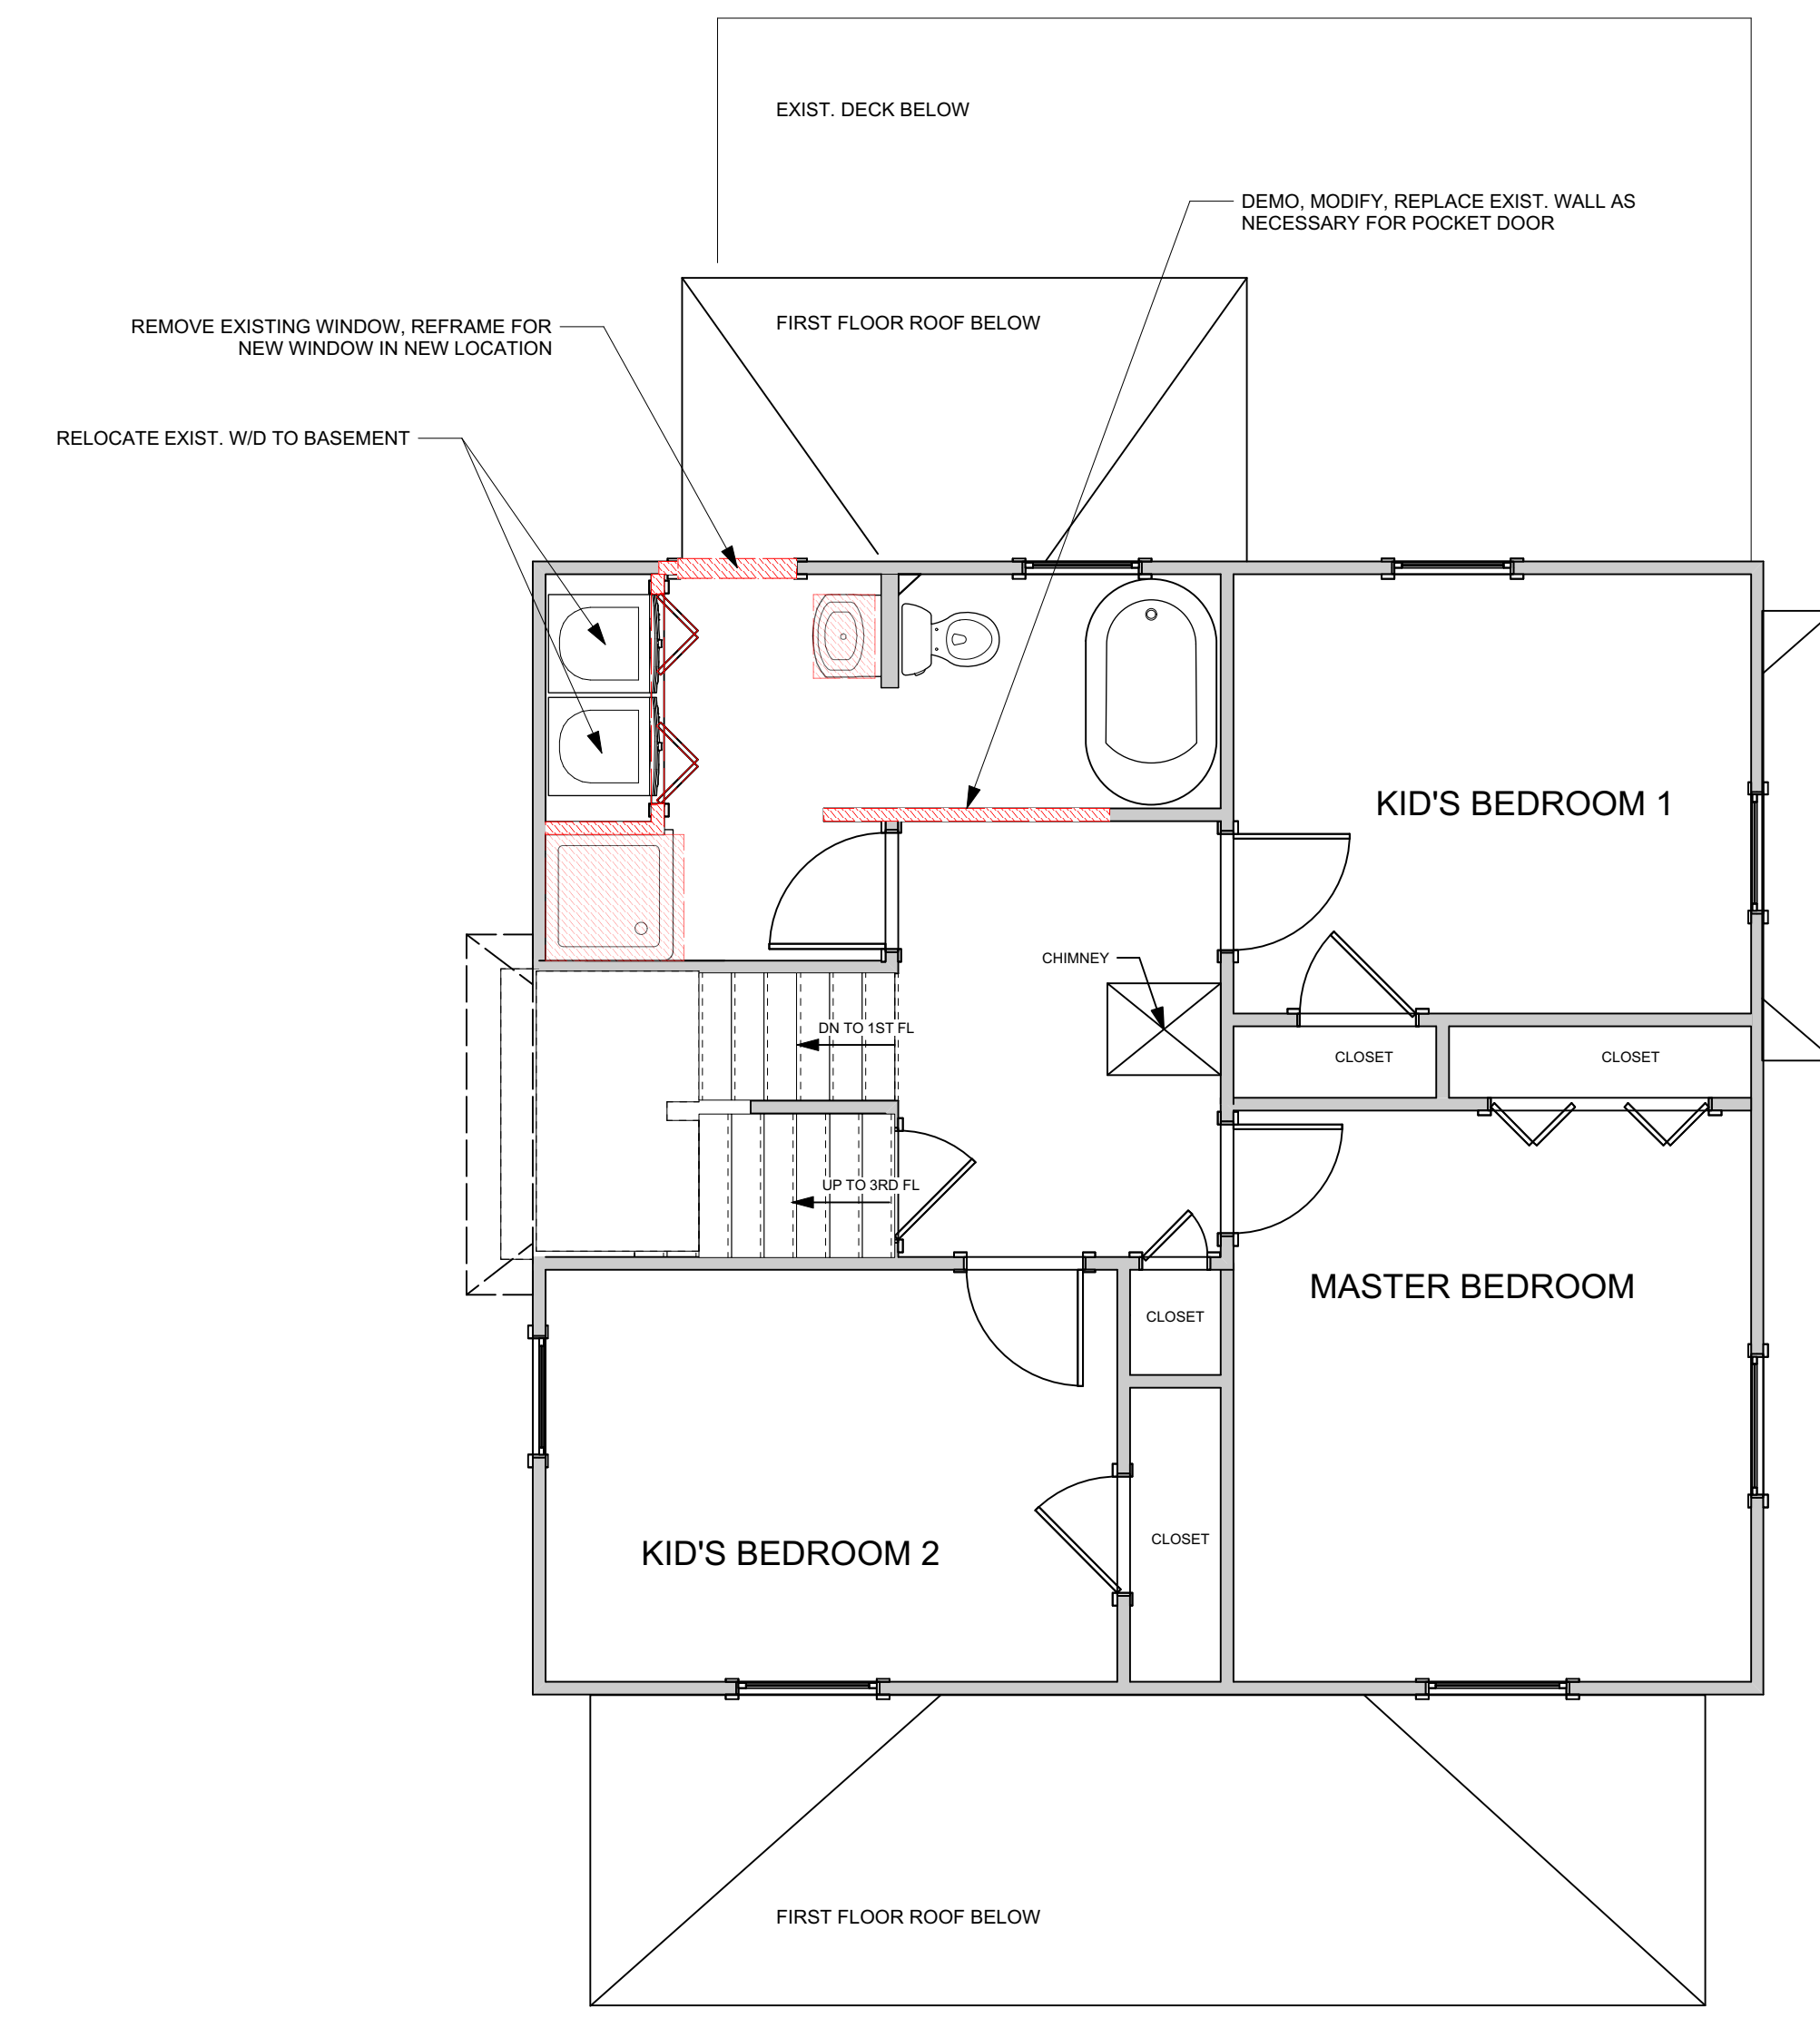 EXIST. DECK BELOW
DEMO, MODIFY, REPLACE EXIST. WALL AS
NECESSARY FOR POCKET DOOR
FIRST FLOOR ROOF BELOW
REMOVE EXISTING WINDOW, REFRAME FOR
NEW WINDOW IN NEW LOCATION
RELOCATE EXIST. W/D TO BASEMENT
KID'S BEDROOM 1
CHIMNEY
DN TO 1ST FL
CLOSET
CLOSET
UP TO 3RD FL
MASTER BEDROOM
CLOSET
CLOSET
KID'S BEDROOM 2
FIRST FLOOR ROOF BELOW